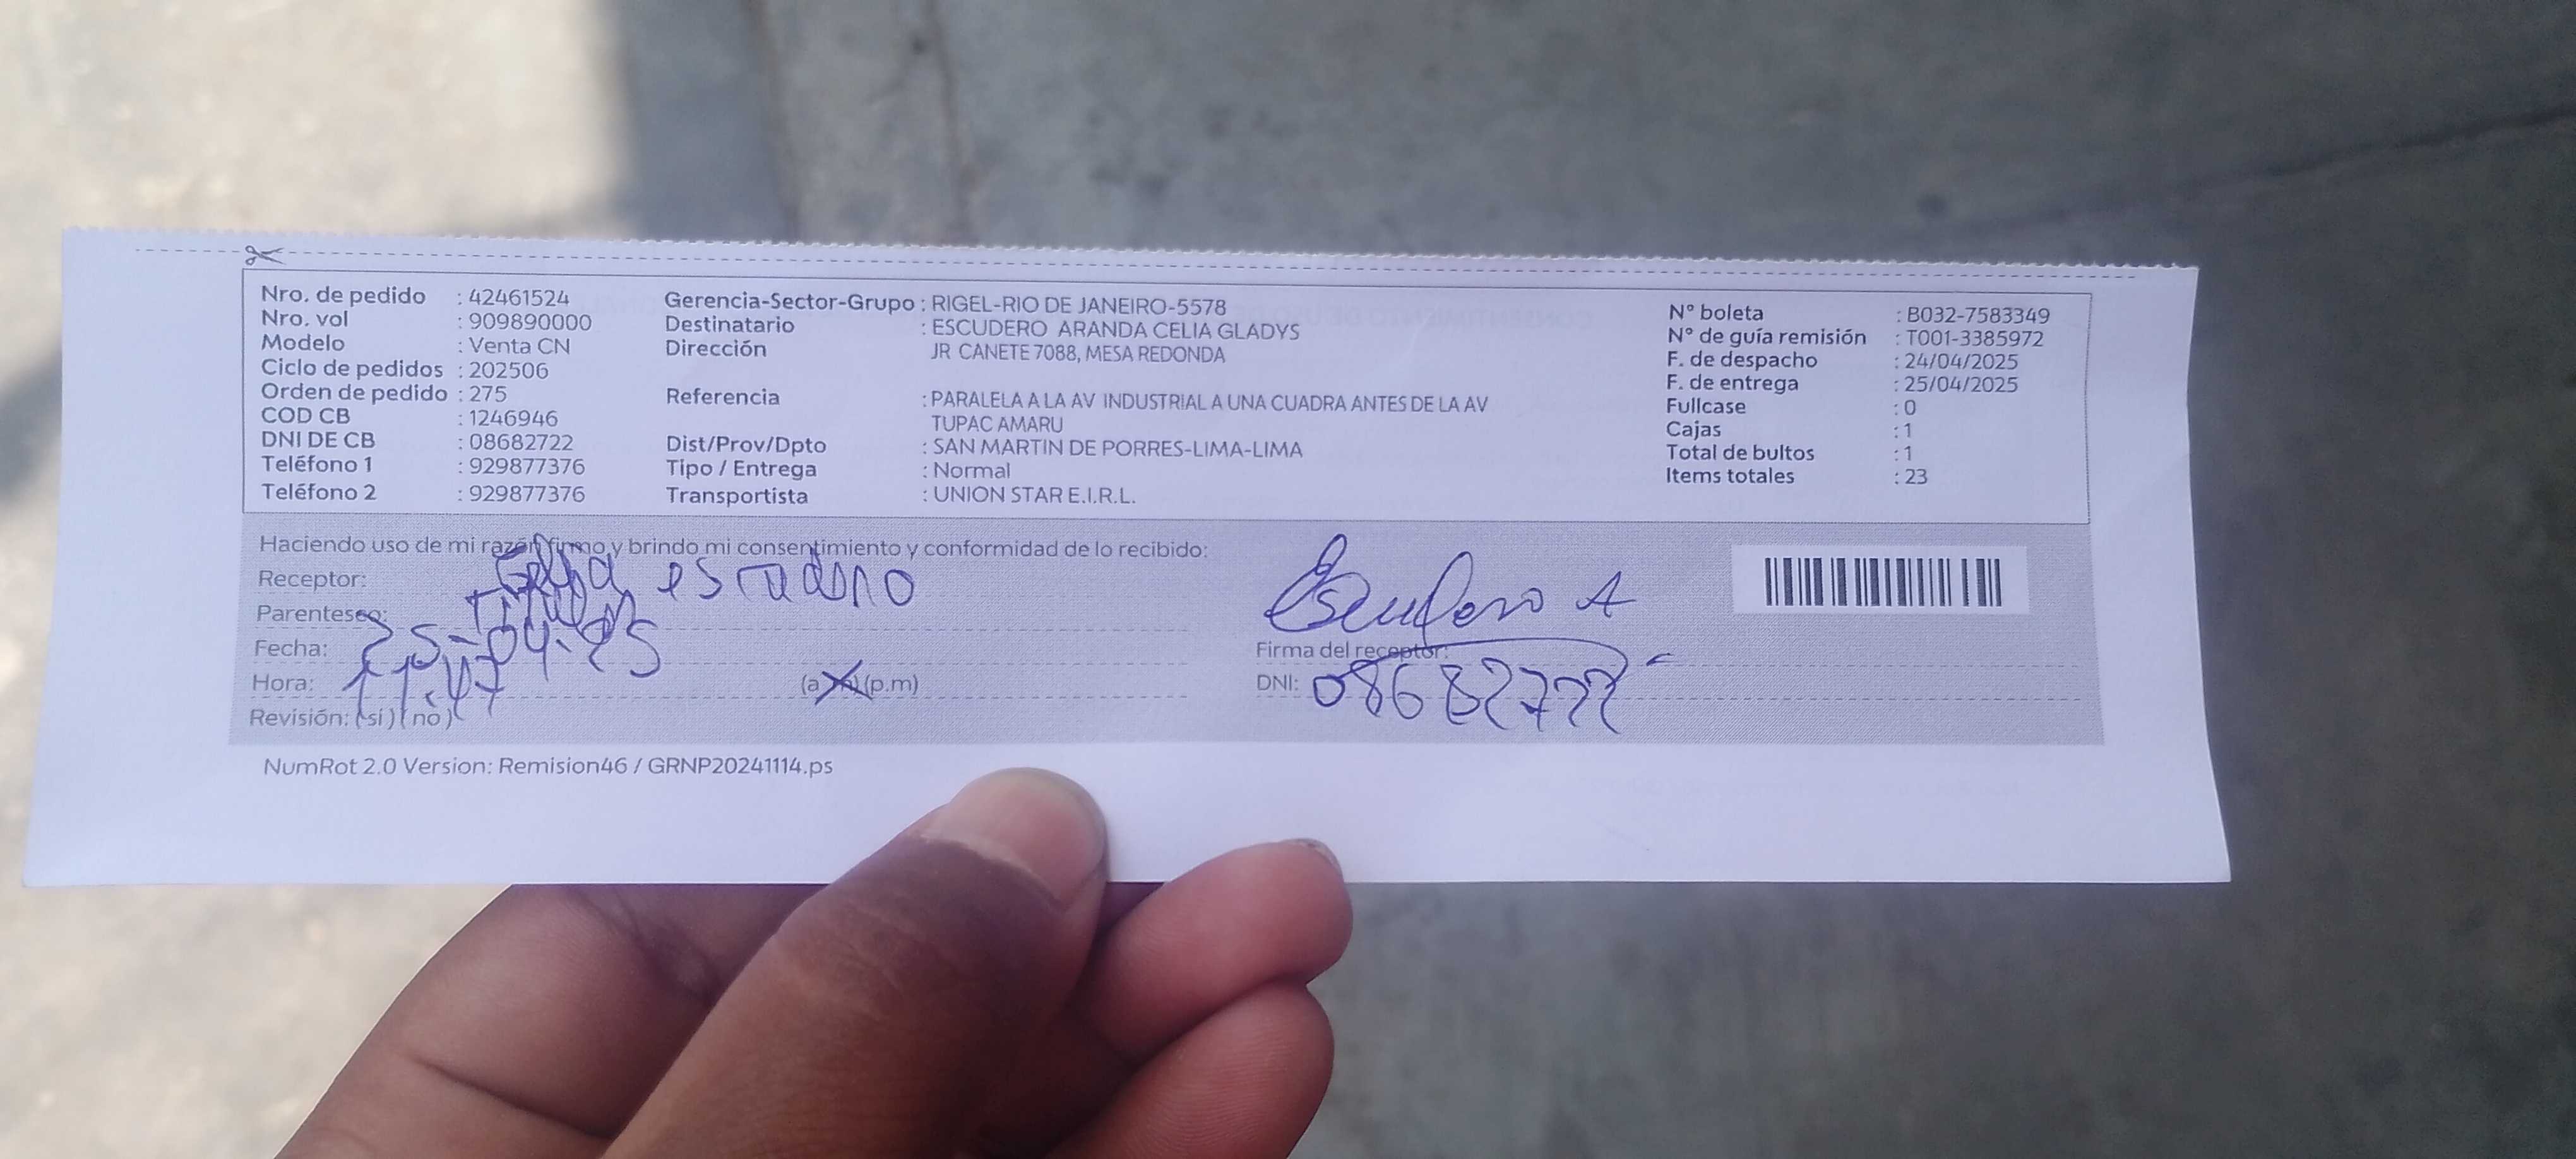 Nro. de pedido : 42461524
Nro. vol : 909890000
Modelo : Venta CN
Ciclo de pedidos : 202506
Orden de pedido : 275
COD CB : 1246946
DNI DE CB : 08682722
Teléfono 1 : 929877376
Teléfono 2 : 929877376
Gerencia-Sector-Grupo : RIGEL-RIO DE JANEIRO-5578
Destinatario : ESCUDERO ARANDA CELIA GLADYS
Dirección JR CANETE 7088, MESA REDONDA
Referencia : PARALELA A LA AV INDUSTRIAL A UNA CUADRA ANTES DE LA AV
TUPAC AMARU
Dist/Prov/Dpto : SAN MARTIN DE PORRES-LIMA-LIMA
Tipo / Entrega : Normal
Transportista : UNION STAR E.I.R.L.
N° boleta : B032-7583349
N° de guía remisión : T001-3385972
F. de despacho : 24/04/2025
F. de entrega : 25/04/2025
Fullcase : 0
Cajas : 1
Total de bultos : 1
Items totales : 23
Haciendo uso de mi razón firmo y brindo mi consentimiento y conformidad de lo recibido:
Receptor:
Parentesco: Titular
Fecha: 25-04-25
Hora: 11:47 (a.m) (p.m)
Revisión: (sí) (no)
Escudero A
Firma del receptor:
DNI: 08682722
NumRot 2.0 Version: Remision46 / GRNP20241114.ps